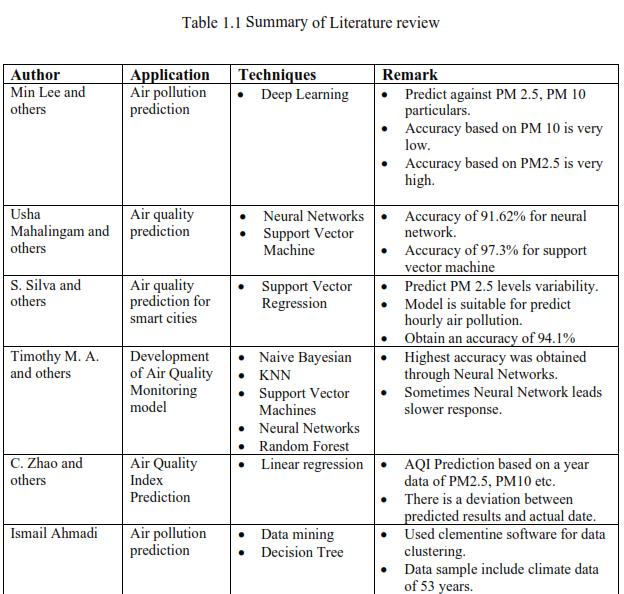 Table 1.1 Summary of Literature review
Author Application Techniques Remark
Min Lee and others
Air pollution prediction
• Deep Learning
• Predict against PM 2.5, PM 10 particulars.
• Accuracy based on PM 10 is very low.
• Accuracy based on PM2.5 is very high.
Usha Mahalingam and others
Air quality prediction
• Neural Networks
• Support Vector Machine
• Accuracy of 91.62% for neural network.
• Accuracy of 97.3% for support vector machine
S. Silva and others
Air quality prediction for smart cities
• Support Vector Regression
• Predict PM 2.5 levels variability.
• Model is suitable for predict hourly air pollution.
• Obtain an accuracy of 94.1%
Timothy M. A. and others
Development of Air Quality Monitoring model
• Naive Bayesian
• KNN
• Support Vector Machines
• Neural Networks
• Random Forest
• Highest accuracy was obtained through Neural Networks.
• Sometimes Neural Network leads slower response.
C. Zhao and others
Air Quality Index Prediction
• Linear regression
• AQI Prediction based on a year data of PM2.5, PM10 etc.
• There is a deviation between predicted results and actual date.
Ismail Ahmadi
Air pollution prediction
• Data mining
• Decision Tree
• Used clementine software for data clustering.
• Data sample include climate data of 53 years.